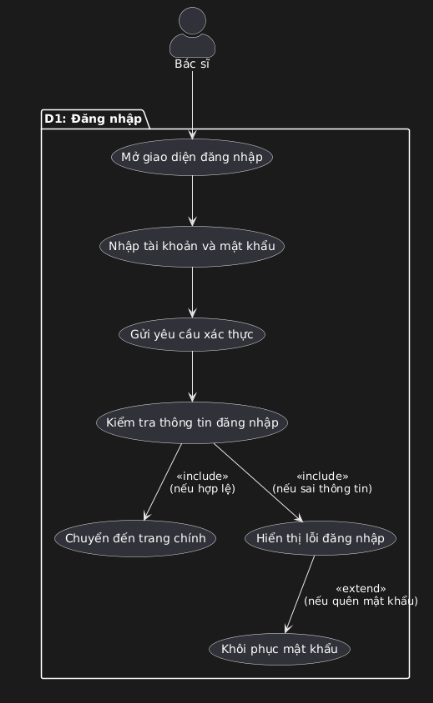 Bác sĩ
D1: Đăng nhập
Mở giao diện đăng nhập
Nhập tài khoản và mật khẩu
Gửi yêu cầu xác thực
Kiểm tra thông tin đăng nhập
«include»
(nếu hợp lệ)
«include»
(nếu sai thông tin)
Chuyển đến trang chính
Hiển thị lỗi đăng nhập
«extend»
(nếu quên mật khẩu)
Khôi phục mật khẩu